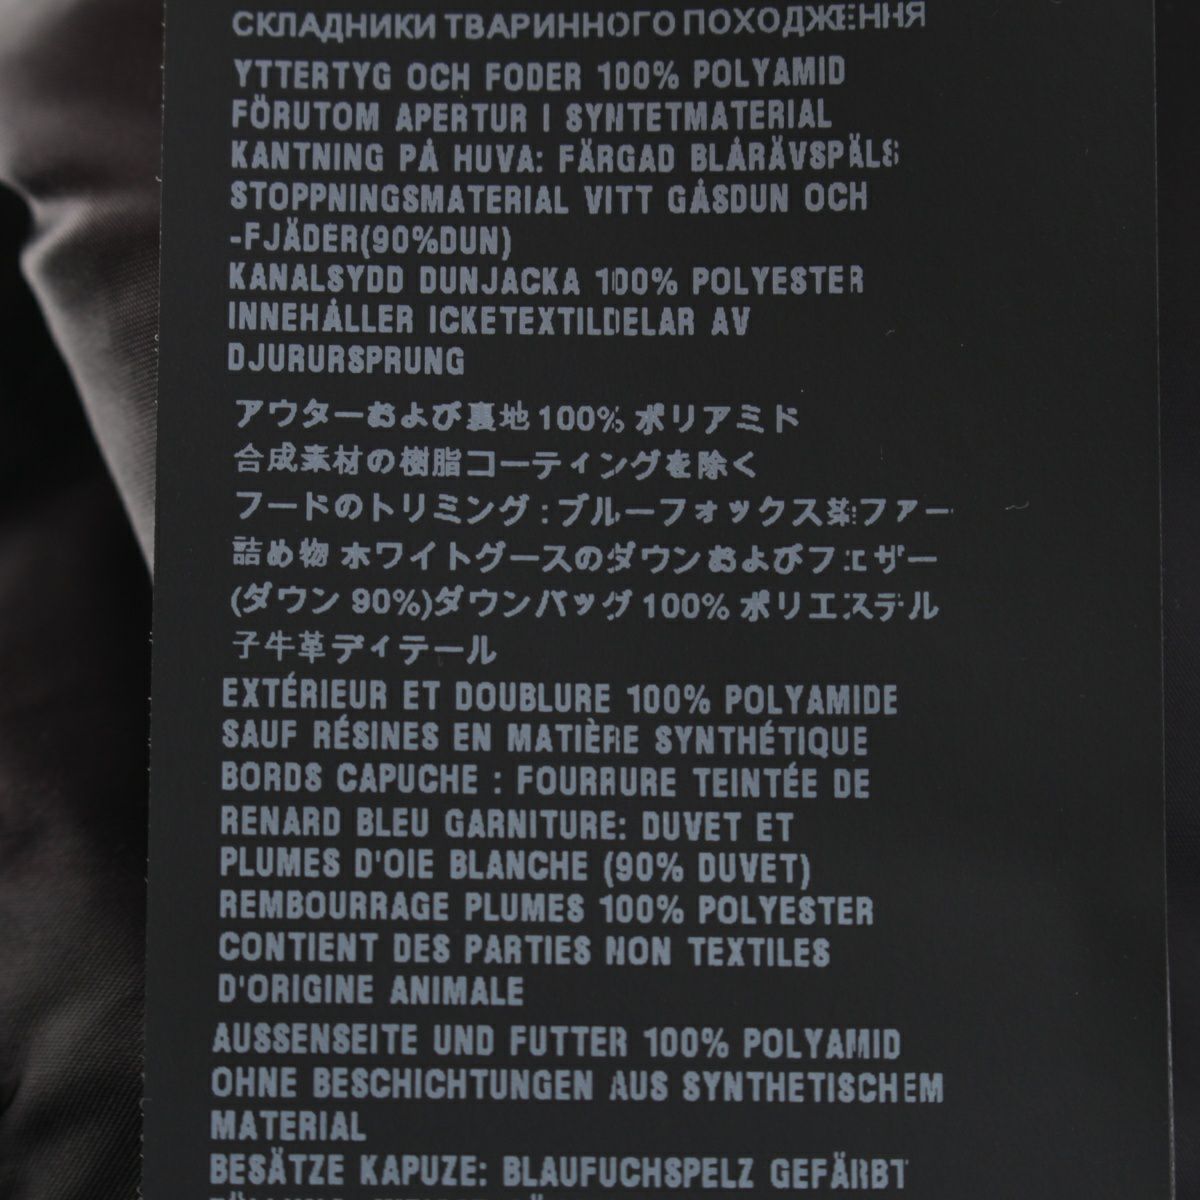 СКЛАДНИКИ ТВАРИННОГО ПОХОДЖЕННЯ
YTTERTYG OCH FODER 100% POLYAMID
FÖRUTOM APERTUR I SYNTETMATERIAL
KANTNING PÅ HUVA: FÄRGAD BLÅRÄVSPÄLS
STOPPNINGSMATERIAL VITT GÅSDUN OCH
-FJÄDER(90%DUN)
KANALSYDD DUNJACKA 100% POLYESTER
INNEHÅLLER ICKETEXTILDELAR AV
DJURURSPRUNG
アウターおよび裏地 100% ポリアミド
合成素材の樹脂コーティングを除く
フードのトリミング : ブルーフォックス染ファー
詰め物 ホワイトグースのダウンおよびフェザー
(ダウン 90%)ダウンバッグ 100% ポリエステル
子牛革ディテール
EXTÉRIEUR ET DOUBLURE 100% POLYAMIDE
SAUF RÉSINES EN MATIÈRE SYNTHÉTIQUE
BORDS CAPUCHE : FOURRURE TEINTÉE DE
RENARD BLEU GARNITURE: DUVET ET
PLUMES D'OIE BLANCHE (90% DUVET)
REMBOURRAGE PLUMES 100% POLYESTER
CONTIENT DES PARTIES NON TEXTILES
D'ORIGINE ANIMALE
AUSSENSEITE UND FUTTER 100% POLYAMID
OHNE BESCHICHTUNGEN AUS SYNTHETISCHEM
MATERIAL
BESÄTZE KAPUZE: BLAUFUCHSPELZ GEFÄRBT